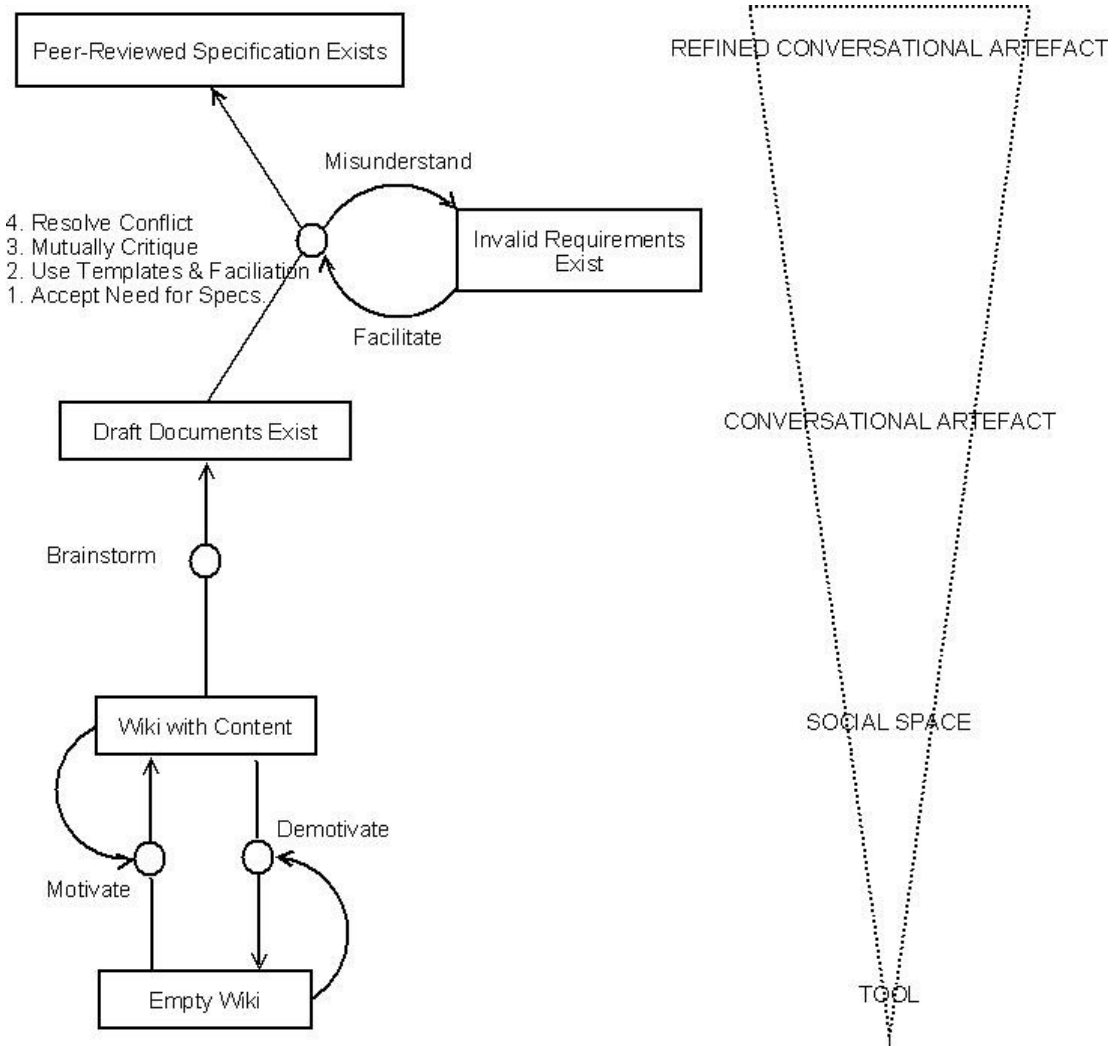 Peer-Reviewed Specification Exists
REFINED CONVERSATIONAL ARTEFACT
Misunderstand
4. Resolve Conflict
3. Mutually Critique
2. Use Templates & Faciliation
1. Accept Need for Specs.
Invalid Requirements
Exist
Facilitate
Draft Documents Exist
CONVERSATIONAL ARTEFACT
Brainstorm
Wiki with Content
SOCIAL SPACE
Demotivate
Motivate
Empty Wiki
TOOL